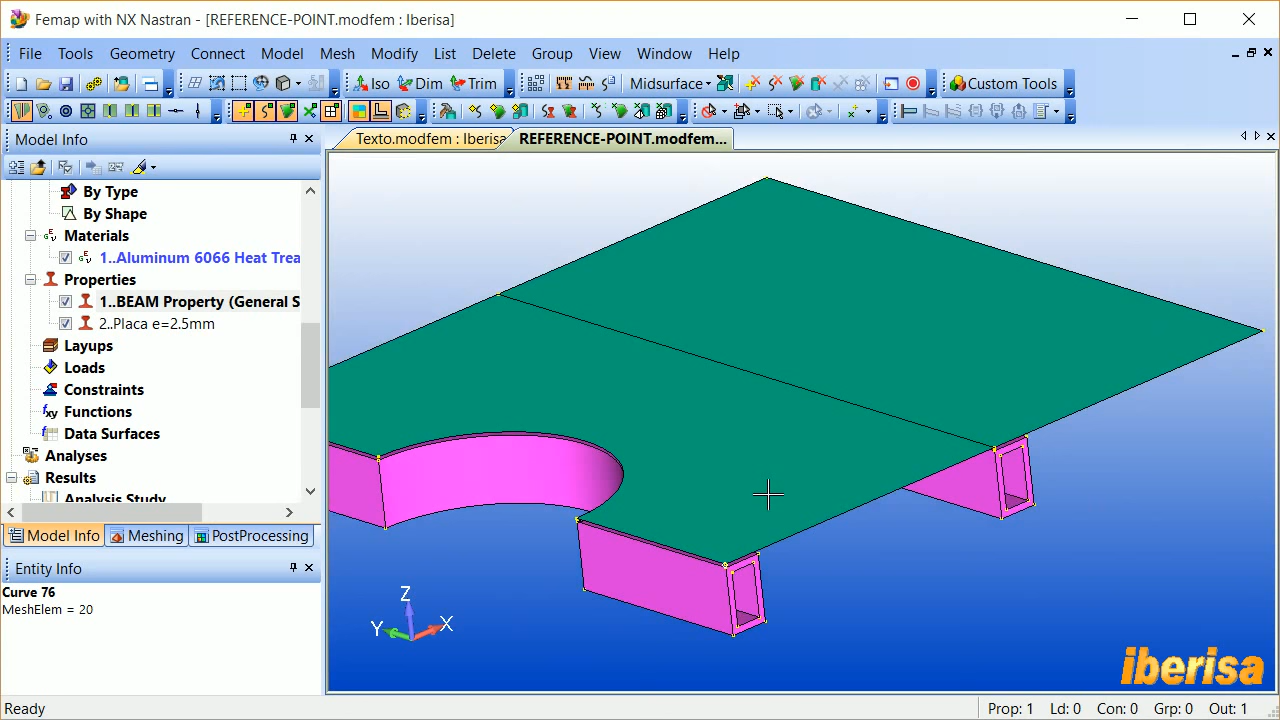 Femap with NX Nastran - [REFERENCE-POINT.modfem : Iberisa]
File Tools Geometry Connect Model Mesh Modify List Delete Group View Window Help
Iso Dim Trim Midsurface Custom Tools
Model Info
Texto.modfem : Iberisa REFERENCE-POINT.modfem...
By Type
By Shape
Materials
1..Aluminum 6066 Heat Trea
Properties
1..BEAM Property (General S
2..Placa e=2.5mm
Layups
Loads
Constraints
Functions
Data Surfaces
Analyses
Results
Analysis Study
Model Info Meshing PostProcessing
Entity Info
Curve 76
MeshElem = 20
Z
Y X
iberisa
Ready Prop: 1 Ld: 0 Con: 0 Grp: 0 Out: 1